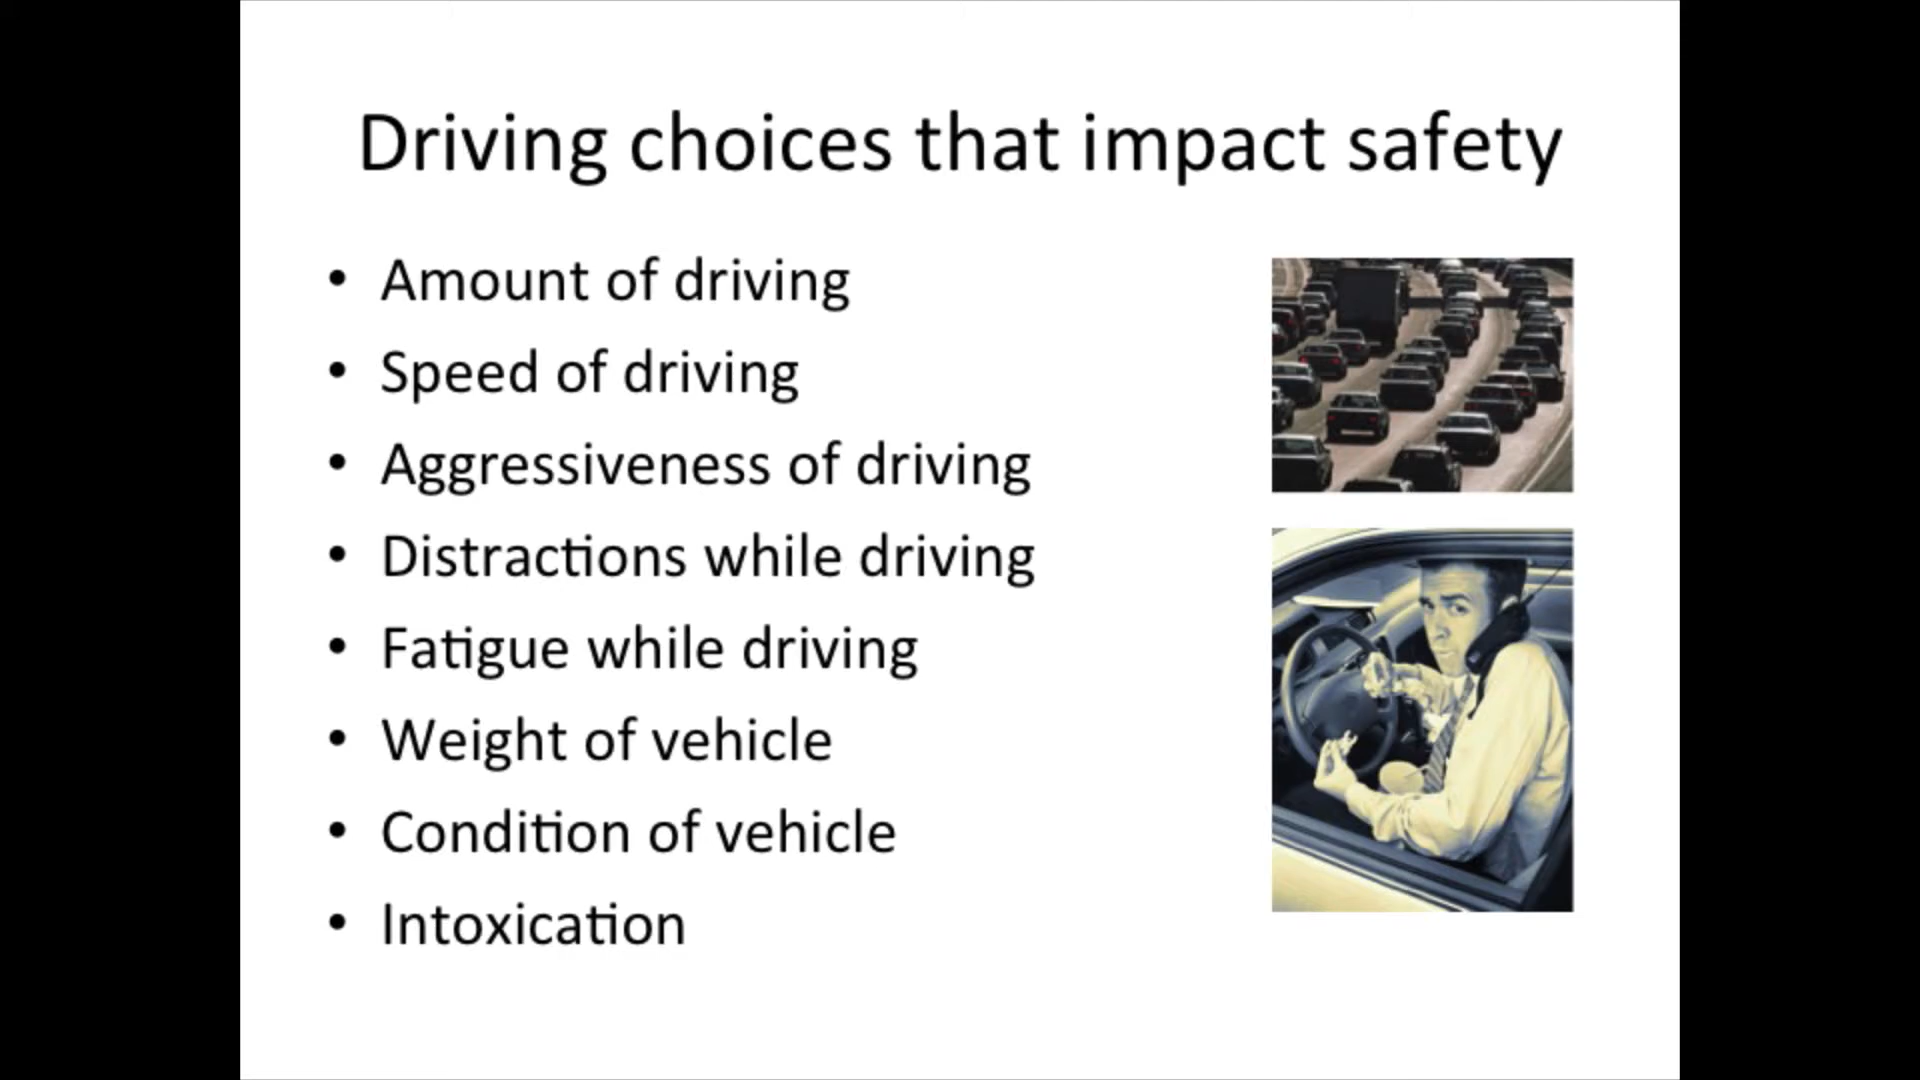 Driving choices that impact safety
• Amount of driving
• Speed of driving
• Aggressiveness of driving
• Distractions while driving
• Fatigue while driving
• Weight of vehicle
• Condition of vehicle
• Intoxication